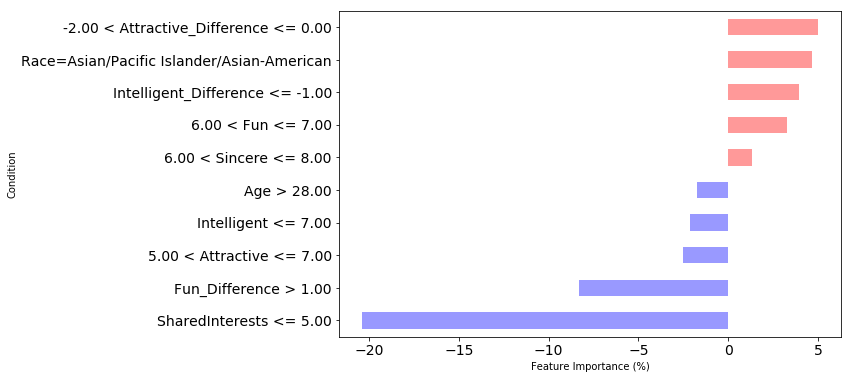 -2.00 < Attractive_Difference <= 0.00
Race=Asian/Pacific Islander/Asian-American
Intelligent_Difference <= -1.00
6.00 < Fun <= 7.00
6.00 < Sincere <= 8.00
Age > 28.00
Intelligent <= 7.00
5.00 < Attractive <= 7.00
Fun_Difference > 1.00
SharedInterests <= 5.00
Condition
−20 −15 −10 −5 0 5
Feature Importance (%)